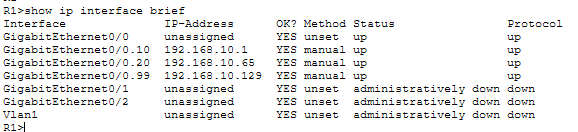 R1>show ip interface brief
Interface IP-Address OK? Method Status Protocol
GigabitEthernet0/0 unassigned YES unset up up
GigabitEthernet0/0.10 192.168.10.1 YES manual up up
GigabitEthernet0/0.20 192.168.10.65 YES manual up up
GigabitEthernet0/0.99 192.168.10.129 YES manual up up
GigabitEthernet0/1 unassigned YES unset administratively down down
GigabitEthernet0/2 unassigned YES unset administratively down down
Vlan1 unassigned YES unset administratively down down
R1>